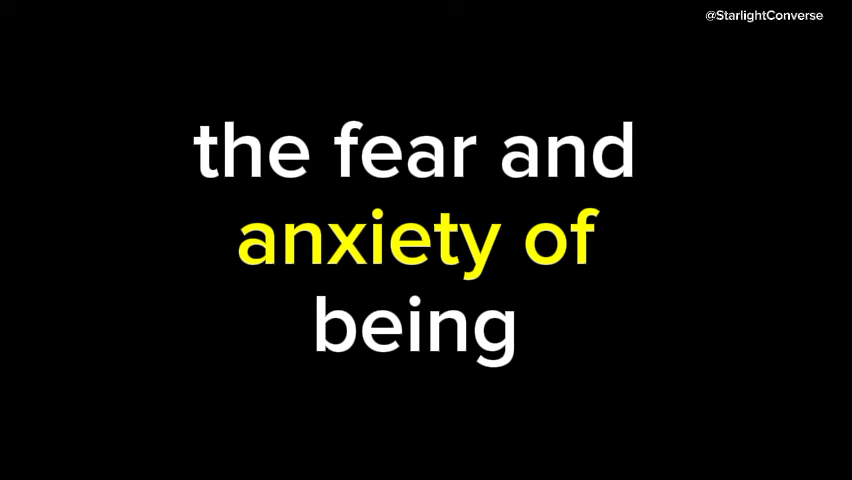 @StarlightConverse
the fear and
anxiety of
being